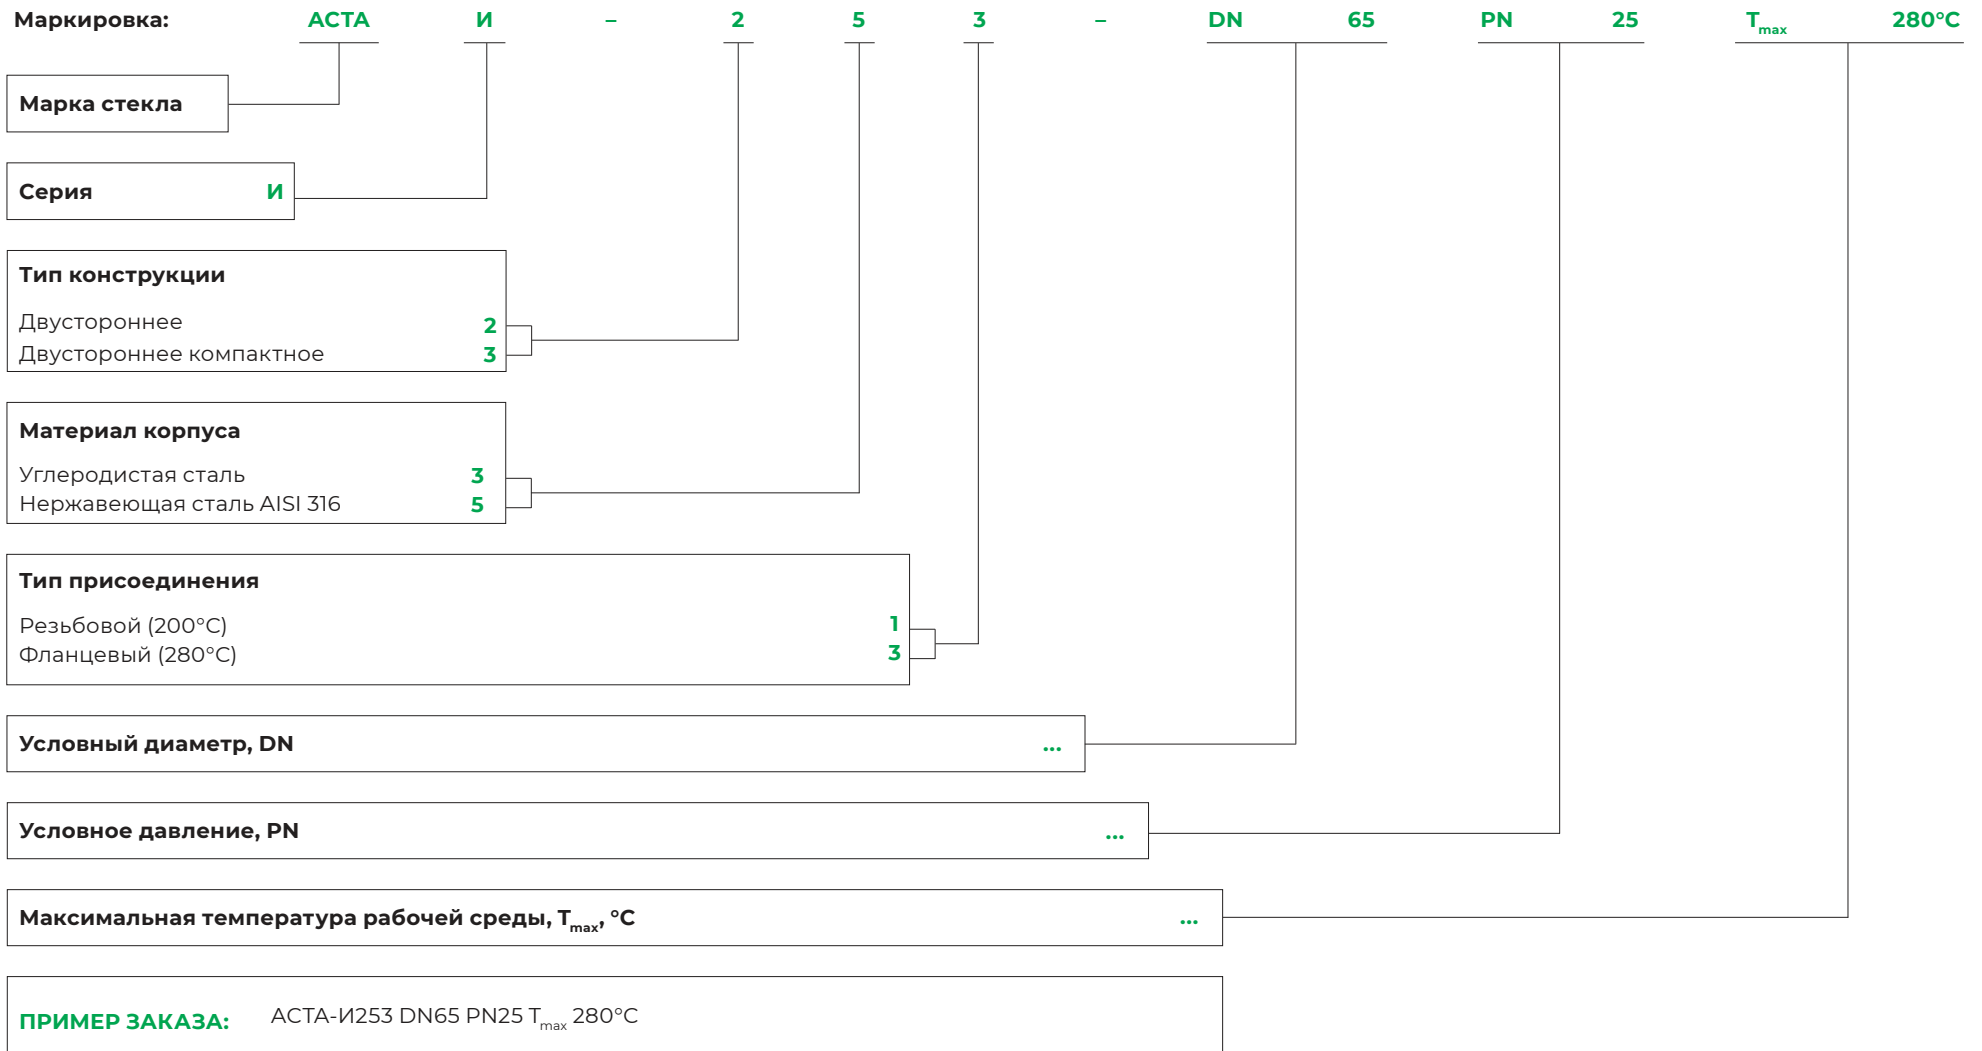 Маркировка: АСТА И – 2 5 3 – DN 65 PN 25 Tmax 280°C
Марка стекла
Серия И
Тип конструкции
Двустороннее 2
Двустороннее компактное 3
Материал корпуса
Углеродистая сталь 3
Нержавеющая сталь AISI 316 5
Тип присоединения
Резьбовой (200°C) 1
Фланцевый (280°C) 3
Условный диаметр, DN ...
Условное давление, PN ...
Максимальная температура рабочей среды, Tmax, °C ...
ПРИМЕР ЗАКАЗА: АСТА-И253 DN65 PN25 Tmax 280°C